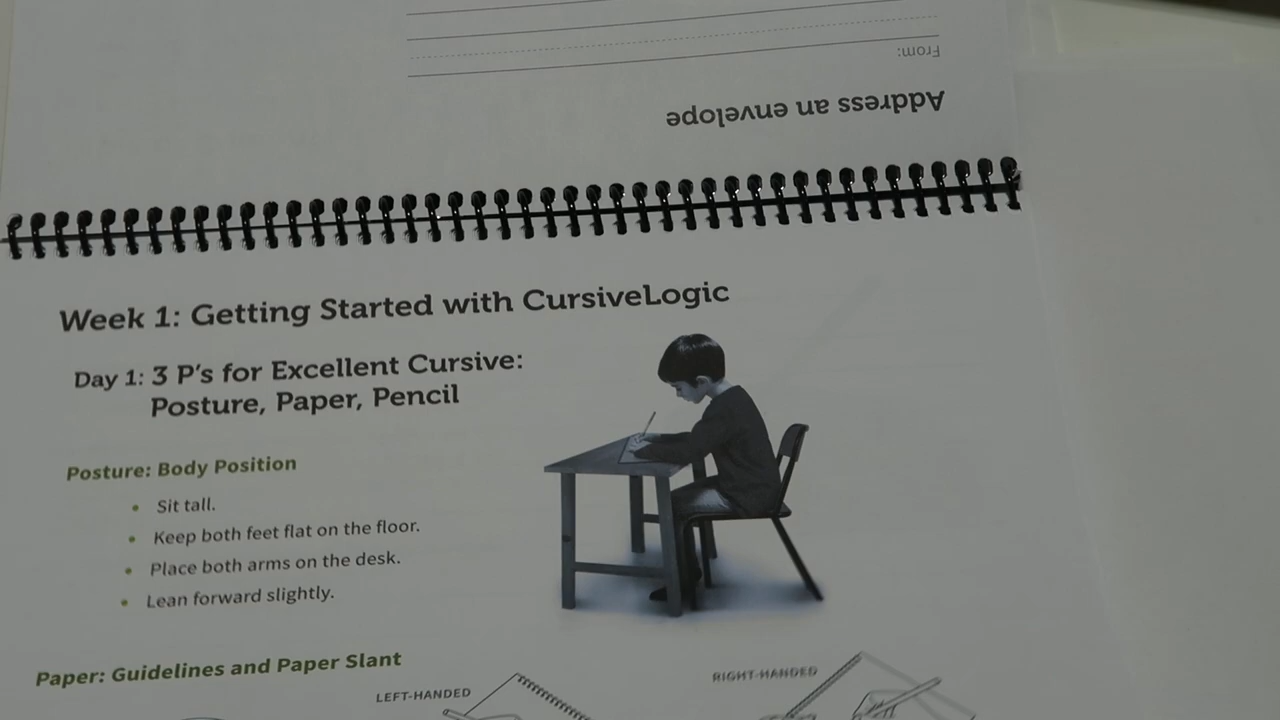 From:
Address an envelope
Week 1: Getting Started with CursiveLogic
Day 1: 3 P's for Excellent Cursive:
Posture, Paper, Pencil
Posture: Body Position
• Sit tall.
• Keep both feet flat on the floor.
• Place both arms on the desk.
• Lean forward slightly.
Paper: Guidelines and Paper Slant
LEFT-HANDED
RIGHT-HANDED